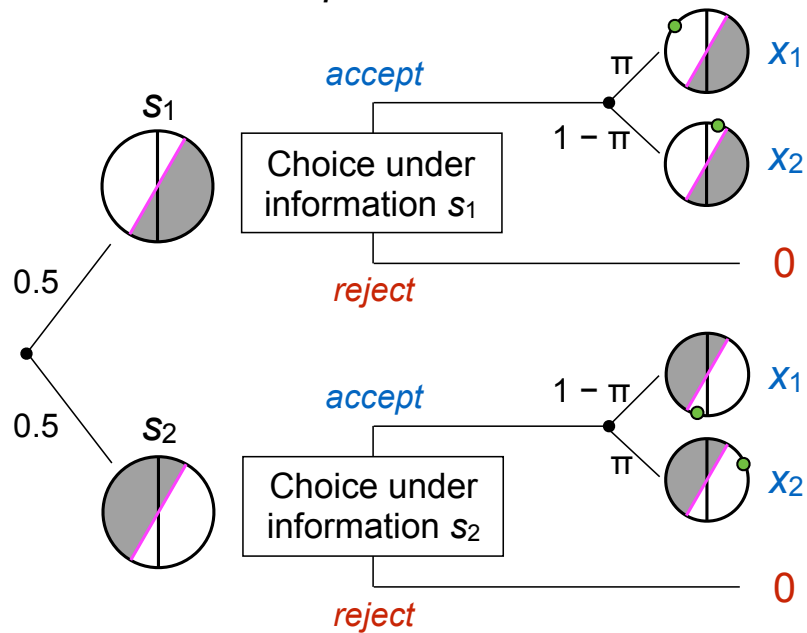 accept
π
x1
s1
1 − π
x2
Choice under
information s1
0.5
reject
0
accept
1 − π
x1
0.5
s2
π
x2
Choice under
information s2
reject
0